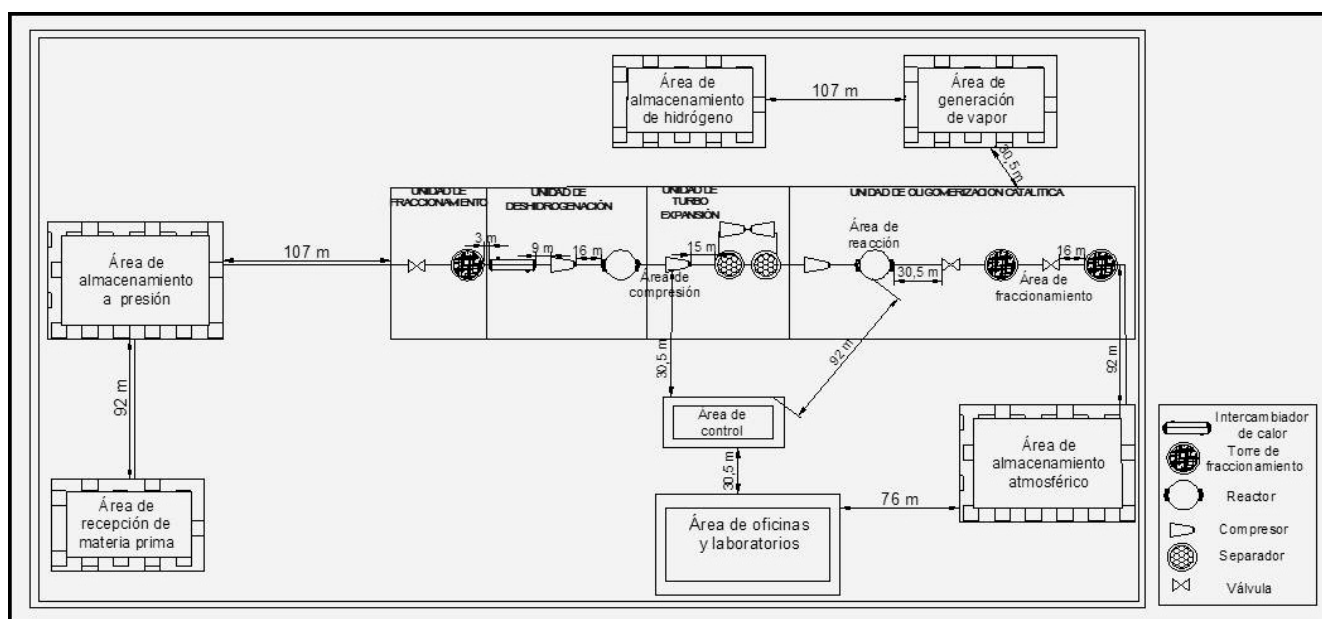 Área de
almacenamiento
de hidrógeno
107 m
Área de
generación
de vapor
30,5 m
UNIDAD DE
FRACCIONAMIENTO
UNIDAD DE
DESHIDROGENACIÓN
UNIDAD DE
TURBO
EXPANSIÓN
UNIDAD DE OLIGOMERIZACION CATALITICA
Área de
almacenamiento
a presión
107 m
3 m
9 m
16 m
Área de
compresión
15 m
Área de
reacción
30,5 m
Área de
fraccionamiento
16 m
92 m
30,5 m
92 m
92 m
Área de
recepción de
materia prima
Área de
control
30,5 m
Área de oficinas
y laboratorios
76 m
Área de
almacenamiento
atmosférico
Intercambiador
de calor
Torre de
fraccionamiento
Reactor
Compresor
Separador
Válvula